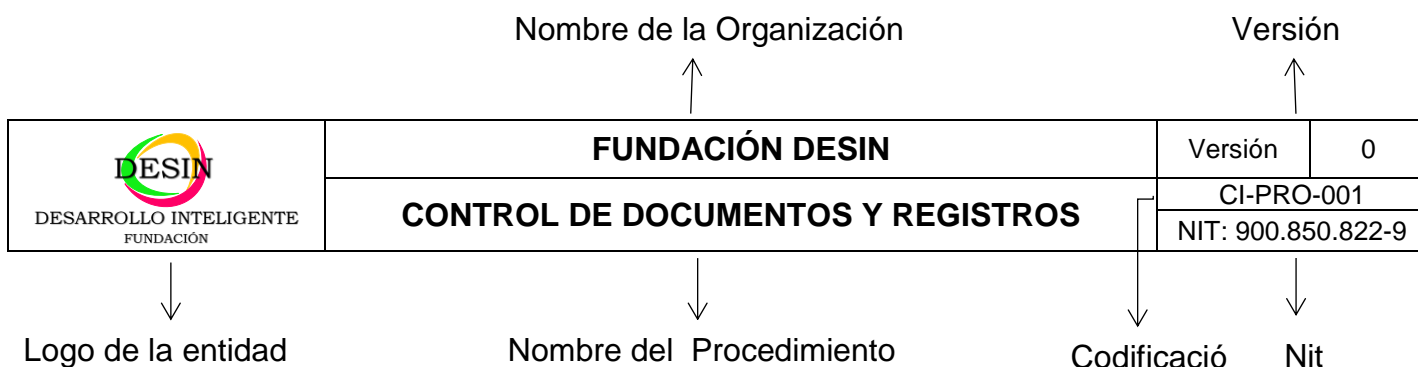 Nombre de la Organización Versión
FUNDACIÓN DESIN Versión 0
DESIN
DESARROLLO INTELIGENTE
FUNDACIÓN
CONTROL DE DOCUMENTOS Y REGISTROS CI-PRO-001
NIT: 900.850.822-9
Logo de la entidad Nombre del Procedimiento Codificació Nit